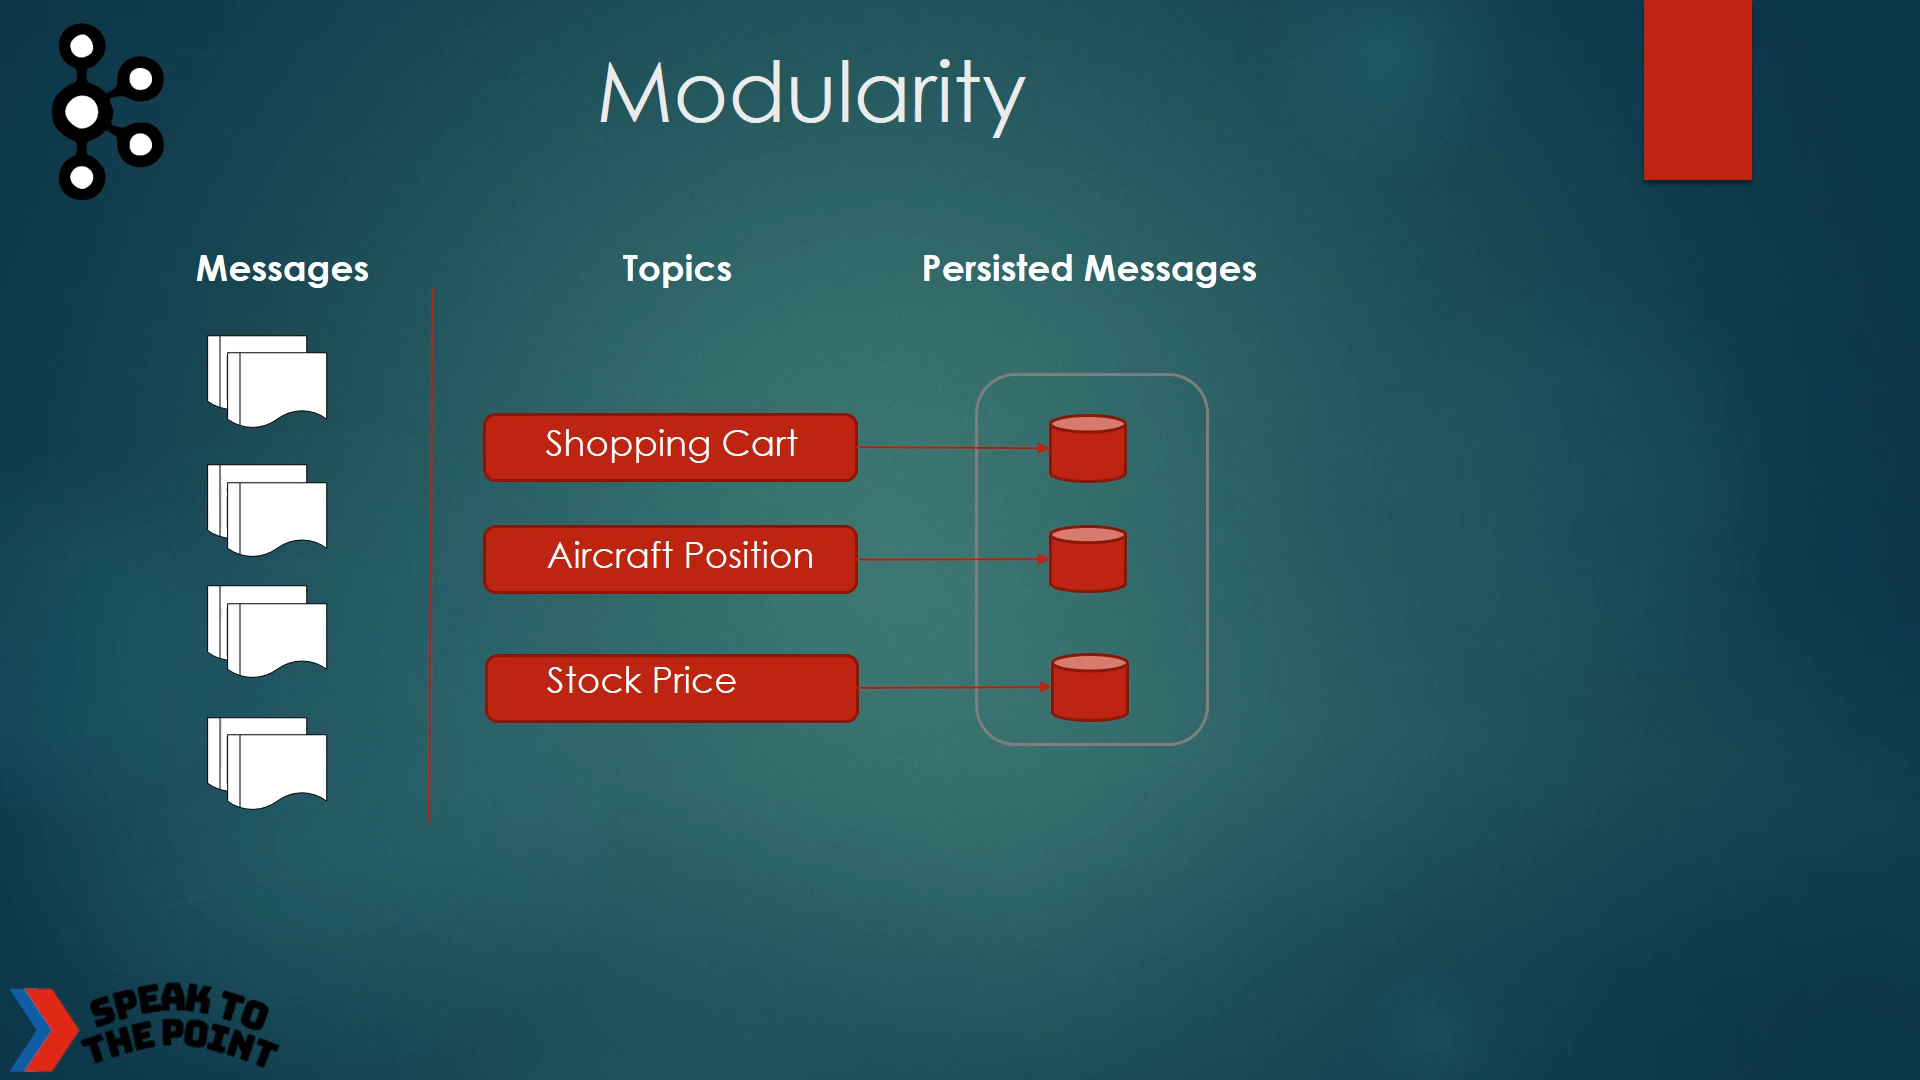 Modularity
Messages
Topics
Persisted Messages
Shopping Cart
Aircraft Position
Stock Price
SPEAK TO
THE POINT